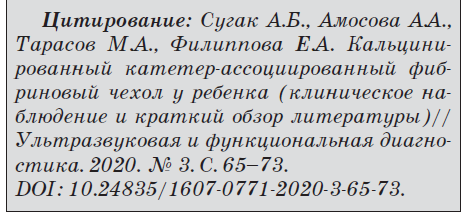 Цитирование: Сугак А.Б., Амосова А.А.,
Тарасов М.А., Филиппова Е.А. Кальцини-
рованный катетер-ассоциированный фиб-
риновый чехол у ребенка (клиническое на-
блюдение и краткий обзор литературы)//
Ультразвуковая и функциональная диагно-
стика. 2020. № 3. С. 65–73.
DOI: 10.24835/1607-0771-2020-3-65-73.